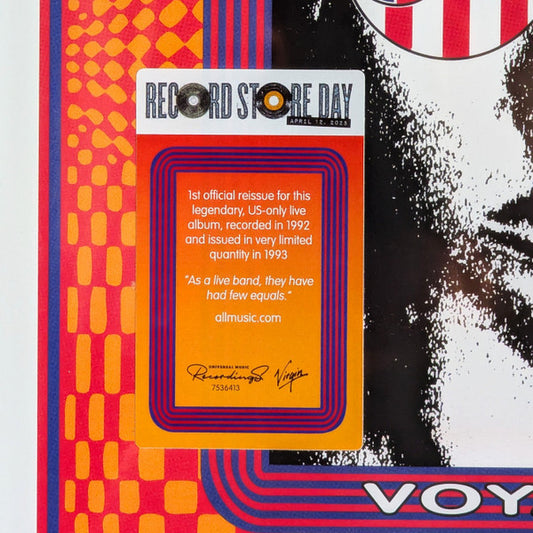 RECORD STORE DAY
APRIL 12, 2025
1st official reissue for this
legendary, US-only live
album, recorded in 1992
and issued in very limited
quantity in 1993
"As a live band, they have
had few equals."
allmusic.com
UNIVERSAL MUSIC
Recordings Virgin
7536413
VOY